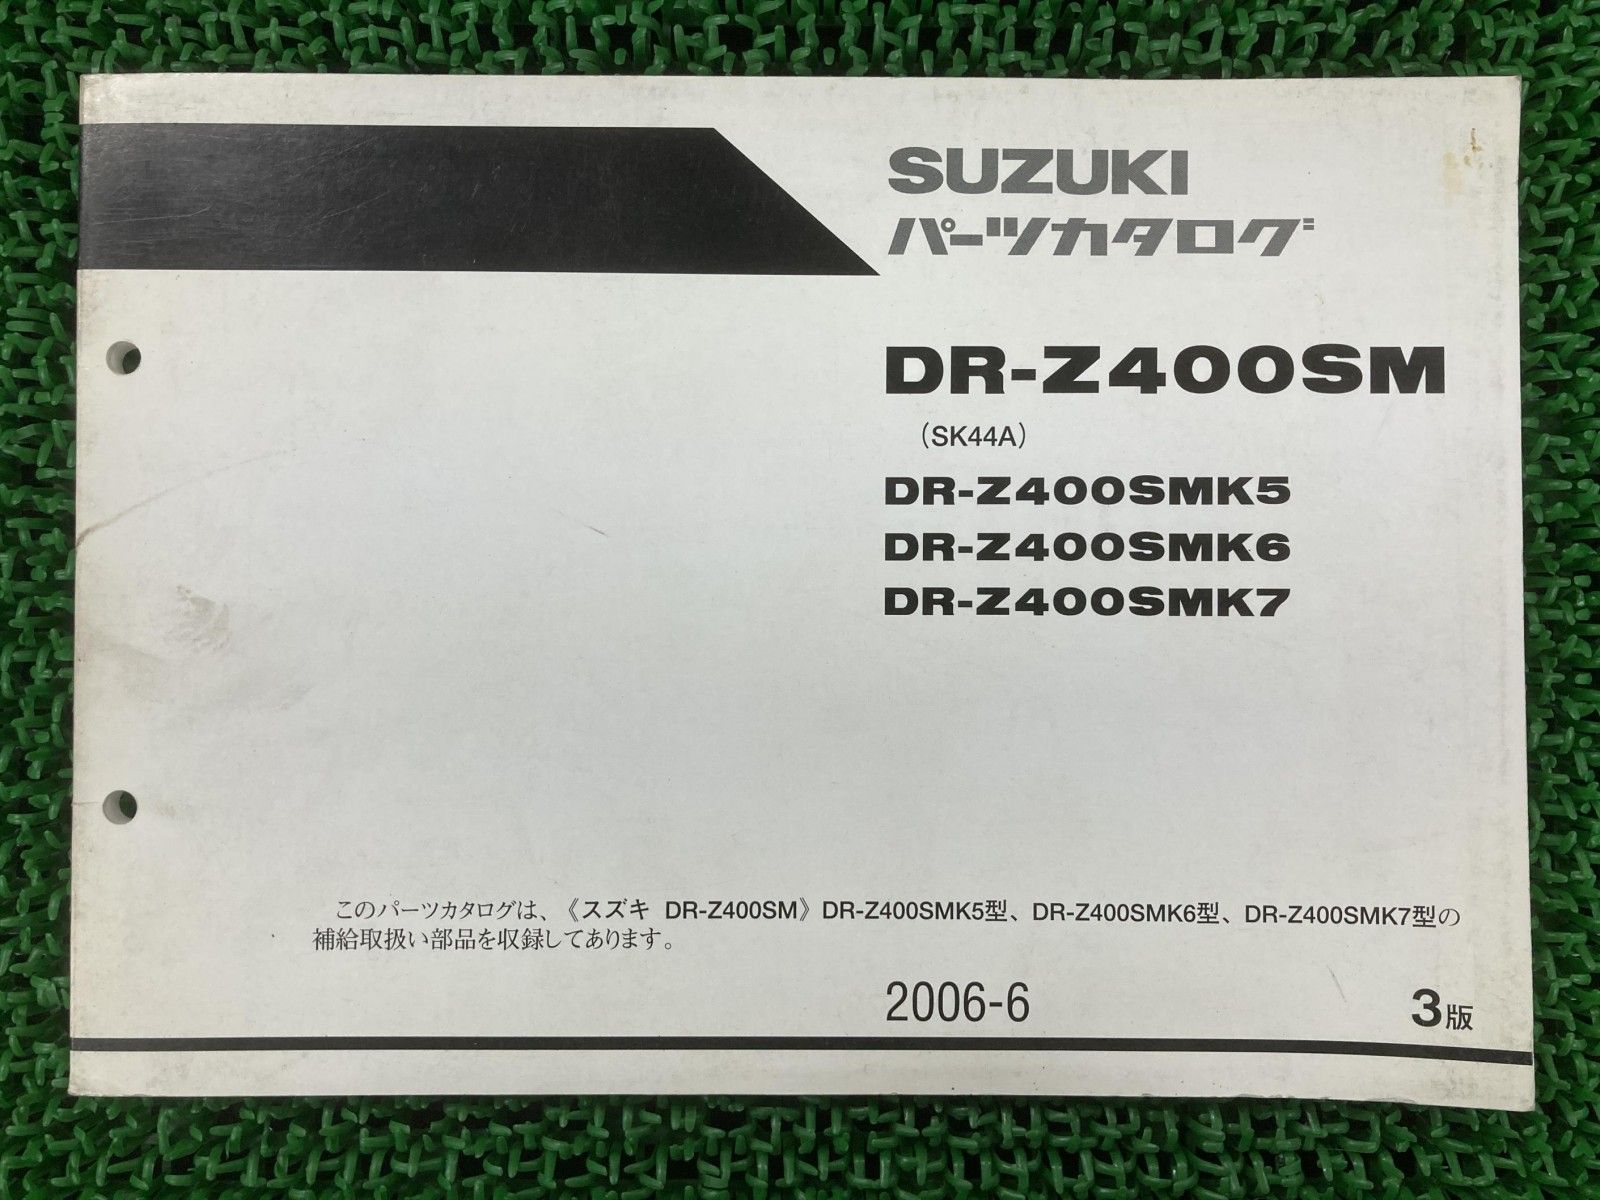 SUZUKI
パーツカタログ
DR-Z400SM
(SK44A)
DR-Z400SMK5
DR-Z400SMK6
DR-Z400SMK7
このパーツカタログは、《スズキ DR-Z400SM》DR-Z400SMK5型、DR-Z400SMK6型、DR-Z400SMK7型の
補給取扱い部品を収録してあります。
2006-6 3版